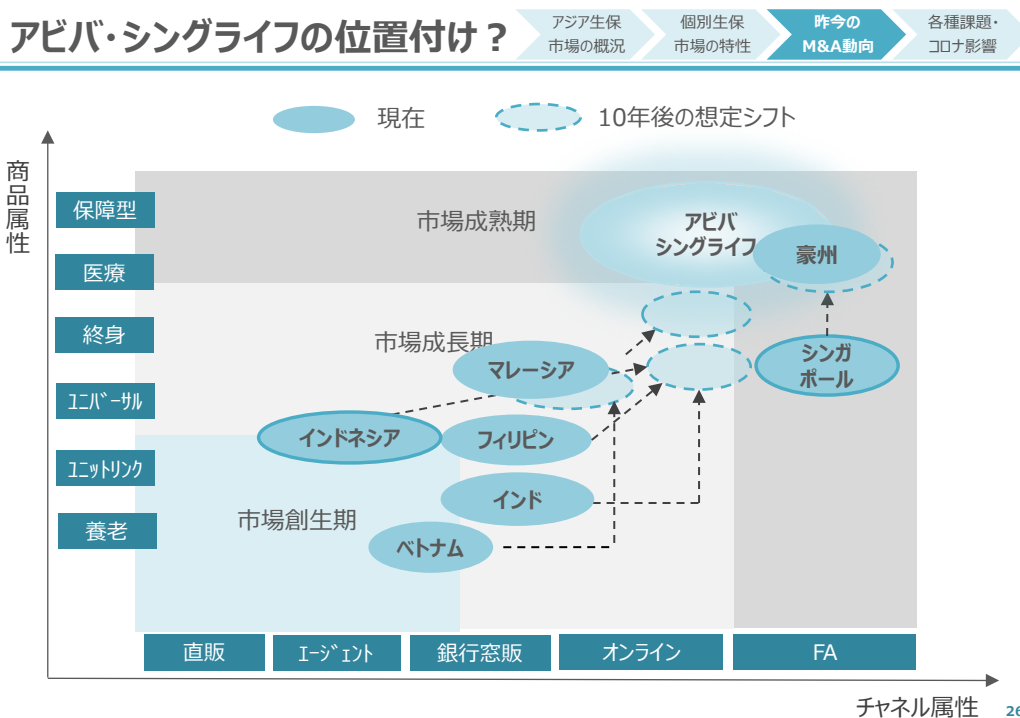 アビバ・シングライフの位置付け？
アジア生保
市場の概況
個別生保
市場の特性
昨今の
M&A動向
各種課題・
コロナ影響
現在
10年後の想定シフト
商品属性
保障型
医療
終身
ﾕﾆﾊﾞｰｻﾙ
ﾕﾆｯﾄﾘﾝｸ
養老
市場成熟期
アビバ
シングライフ
豪州
市場成長期
マレーシア
シンガ
ポール
インドネシア
フィリピン
インド
市場創生期
ベトナム
直販
ｴｰｼﾞｪﾝﾄ
銀行窓販
オンライン
FA
チャネル属性
26